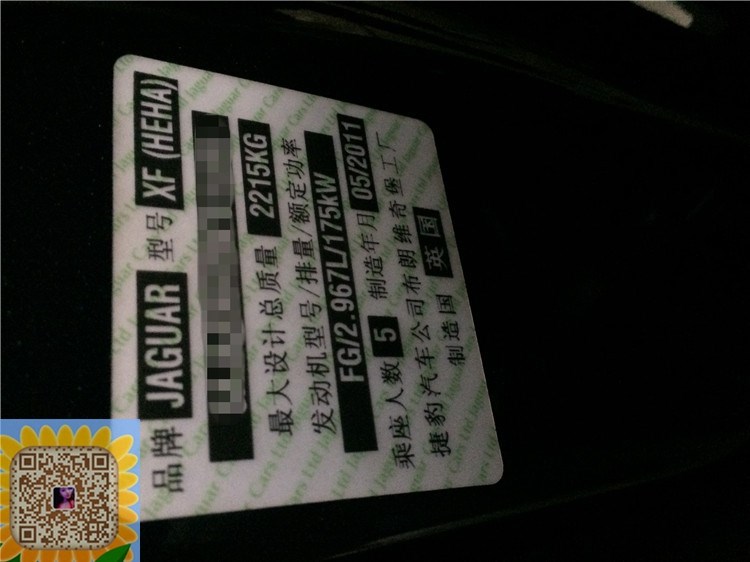 品牌 JAGUAR 型号 XF (HEHA)
最大设计总质量 2215KG
发动机型号/排量/额定功率
FG/2.967L/175kW
乘座人数 5 制造年月 05/2011
捷豹汽车公司布朗维奇堡工厂
制造国 英国